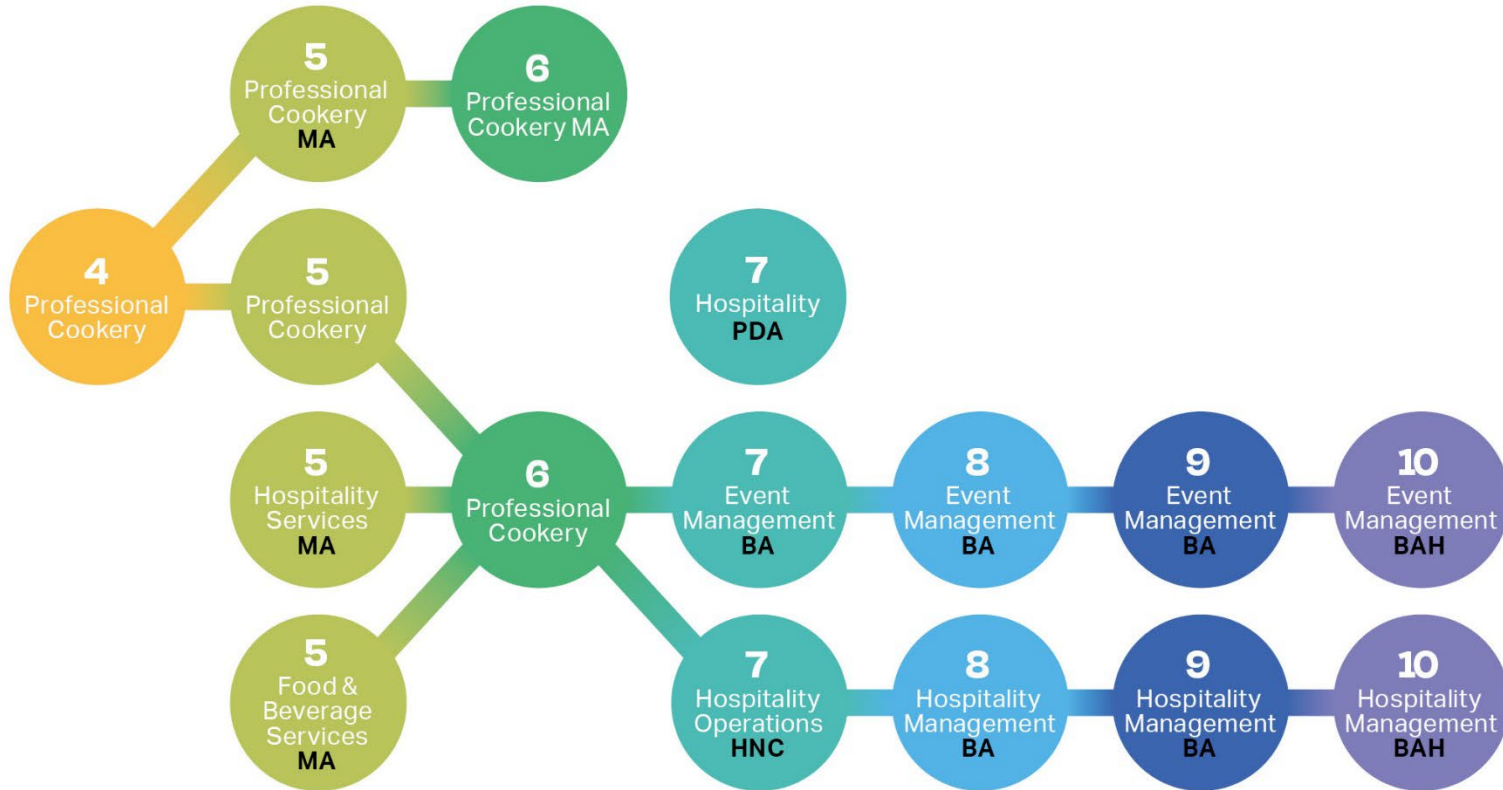 5
Professional
Cookery
MA
6
Professional
Cookery MA
4
Professional
Cookery
5
Professional
Cookery
7
Hospitality
PDA
5
Hospitality
Services
MA
6
Professional
Cookery
7
Event
Management
BA
8
Event
Management
BA
9
Event
Management
BA
10
Event
Management
BAH
5
Food &
Beverage
Services
MA
7
Hospitality
Operations
HNC
8
Hospitality
Management
BA
9
Hospitality
Management
BA
10
Hospitality
Management
BAH